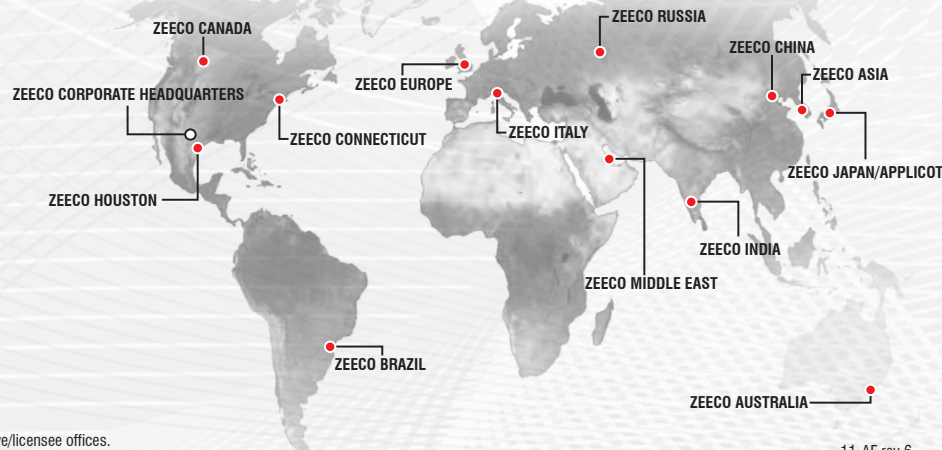 ZEECO RUSSIA
ZEECO CANADA
ZEECO CHINA
ZEECO ASIA
ZEECO EUROPE
ZEECO CORPORATE HEADQUARTERS
ZEECO ITALY
ZEECO CONNECTICUT
ZEECO JAPAN/APPLICOT
ZEECO HOUSTON
ZEECO INDIA
ZEECO MIDDLE EAST
ZEECO BRAZIL
ZEECO AUSTRALIA
/licensee offices.